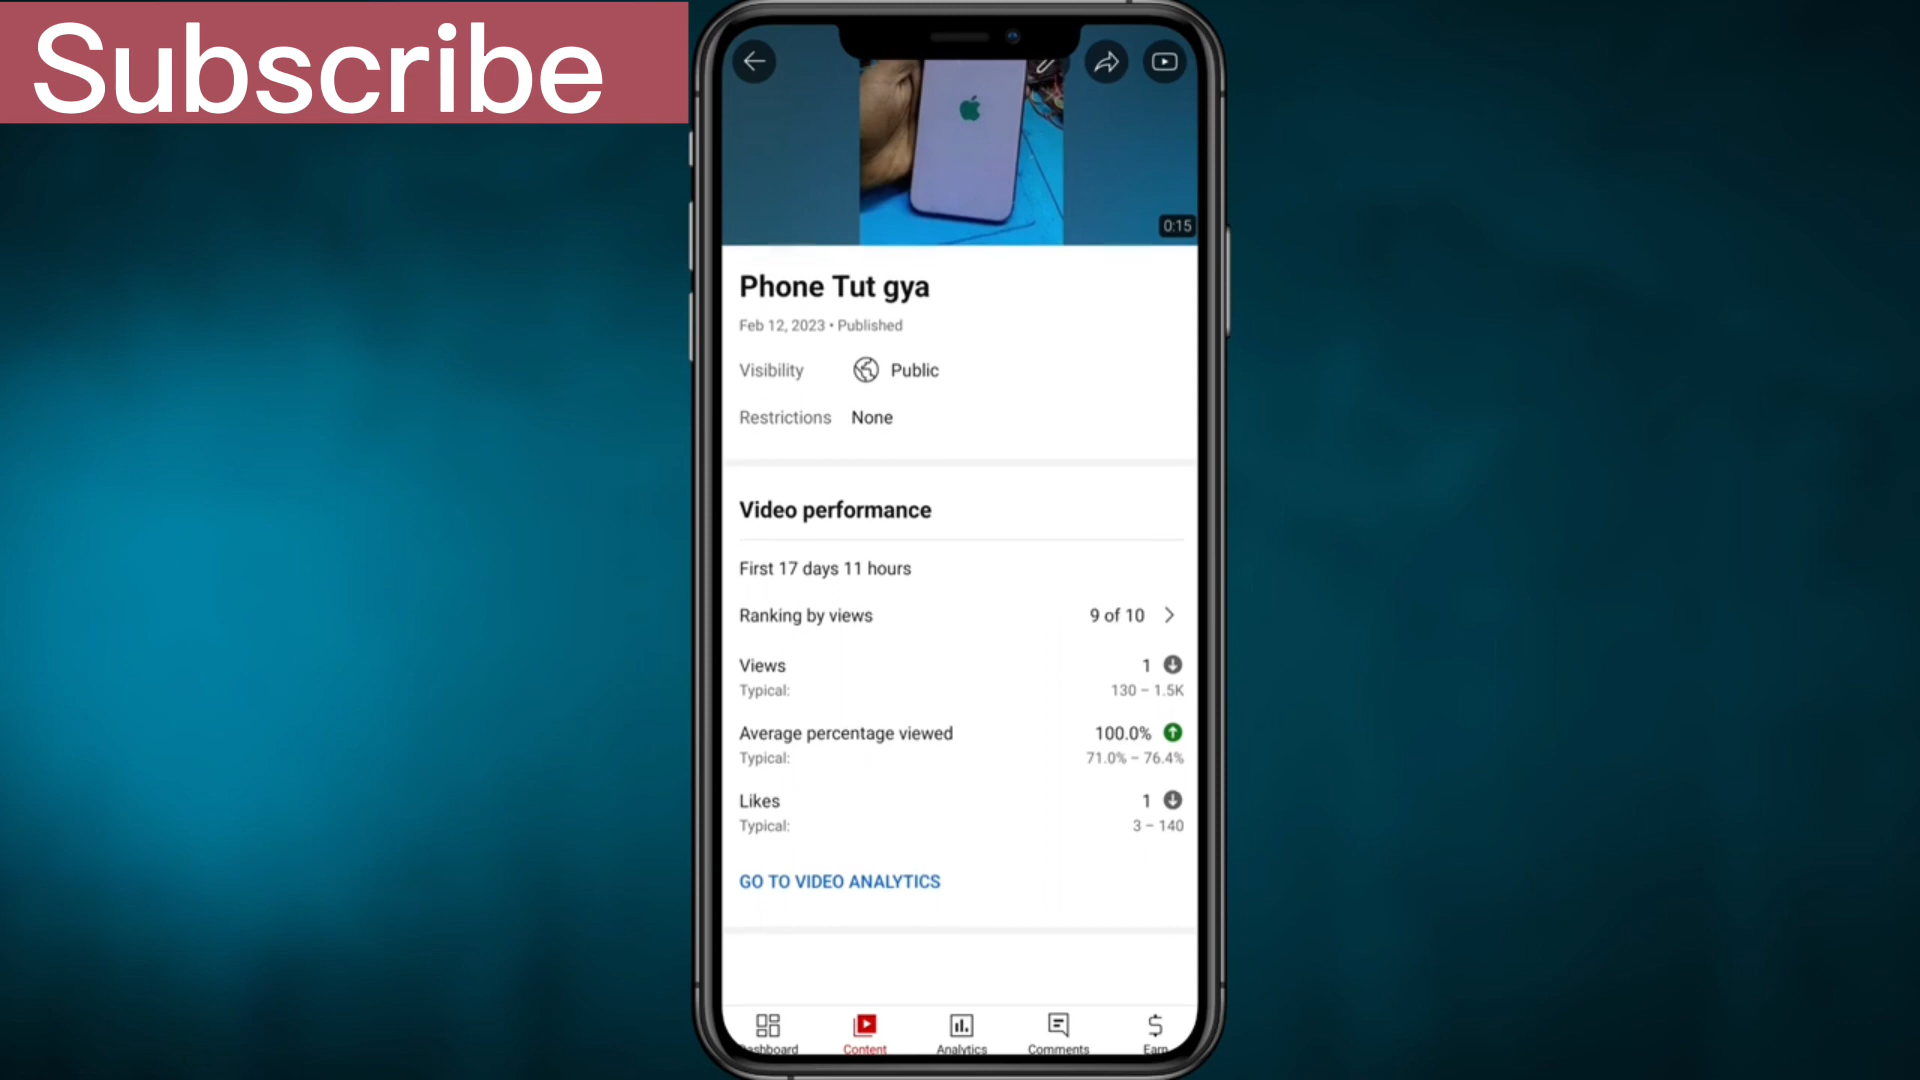 Subscribe
0:15
Phone Tut gya
Feb 12, 2023 • Published
Visibility Public
Restrictions None
Video performance
First 17 days 11 hours
Ranking by views 9 of 10
Views 1
Typical: 130 – 1.5K
Average percentage viewed 100.0%
Typical: 71.0% – 76.4%
Likes 1
Typical: 3 – 140
GO TO VIDEO ANALYTICS
ashboard Content Analytics Comments Earn